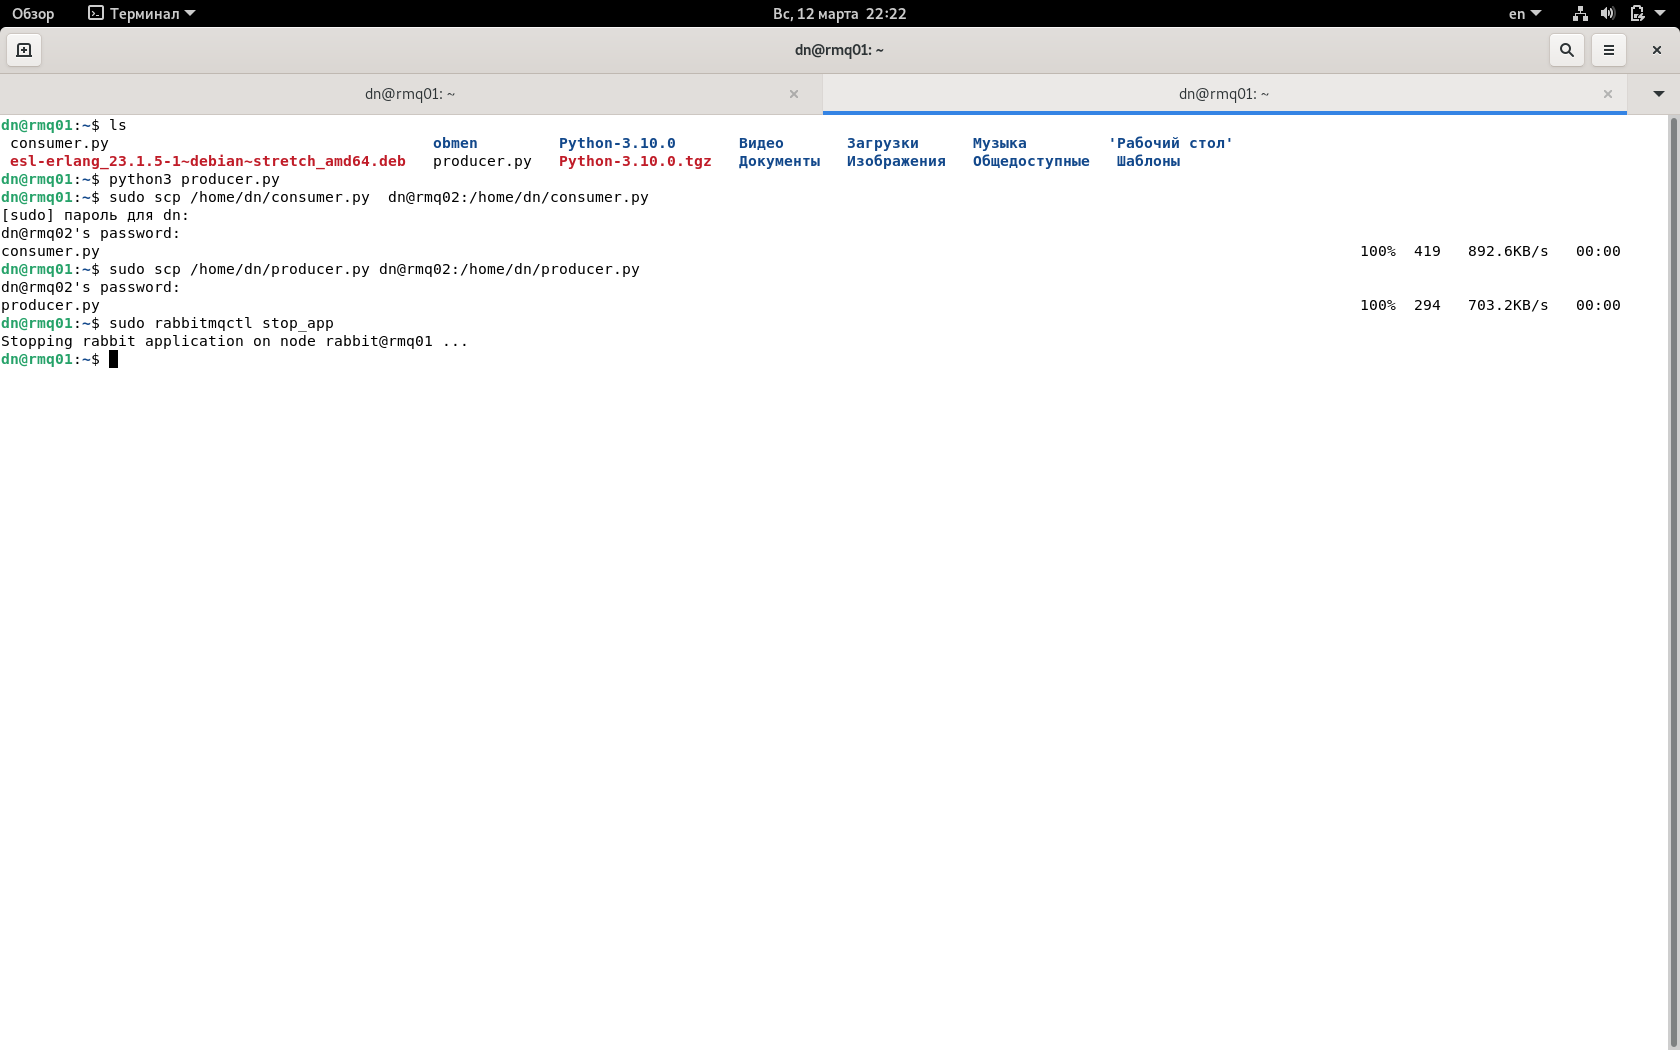 Обзор Терминал Вс, 12 марта 22:22 en
dn@rmq01: ~
dn@rmq01: ~ dn@rmq01: ~
dn@rmq01:~$ ls
consumer.py obmen Python-3.10.0 Видео Загрузки Музыка 'Рабочий стол'
esl-erlang_23.1.5-1~debian~stretch_amd64.deb producer.py Python-3.10.0.tgz Документы Изображения Общедоступные Шаблоны
dn@rmq01:~$ python3 producer.py
dn@rmq01:~$ sudo scp /home/dn/consumer.py  dn@rmq02:/home/dn/consumer.py
[sudo] пароль для dn:
dn@rmq02's password:
consumer.py 100% 419 892.6KB/s 00:00
dn@rmq01:~$ sudo scp /home/dn/producer.py dn@rmq02:/home/dn/producer.py
dn@rmq02's password:
producer.py 100% 294 703.2KB/s 00:00
dn@rmq01:~$ sudo rabbitmqctl stop_app
Stopping rabbit application on node rabbit@rmq01 ...
dn@rmq01:~$